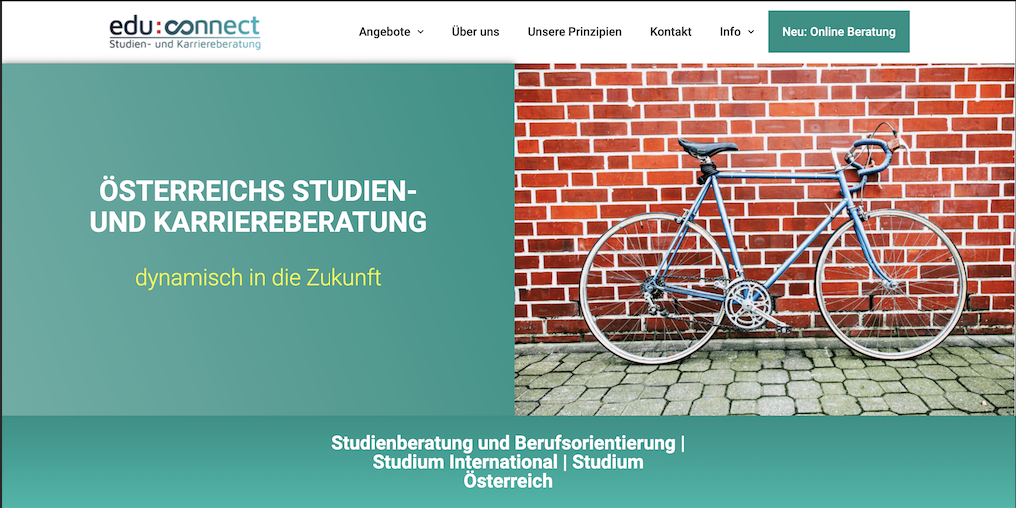 edu:connect
Studien- und Karriereberatung
Angebote
Über uns
Unsere Prinzipien
Kontakt
Info
Neu: Online Beratung
ÖSTERREICHS STUDIEN-
UND KARRIEREBERATUNG
dynamisch in die Zukunft
Studienberatung und Berufsorientierung |
Studium International | Studium
Österreich